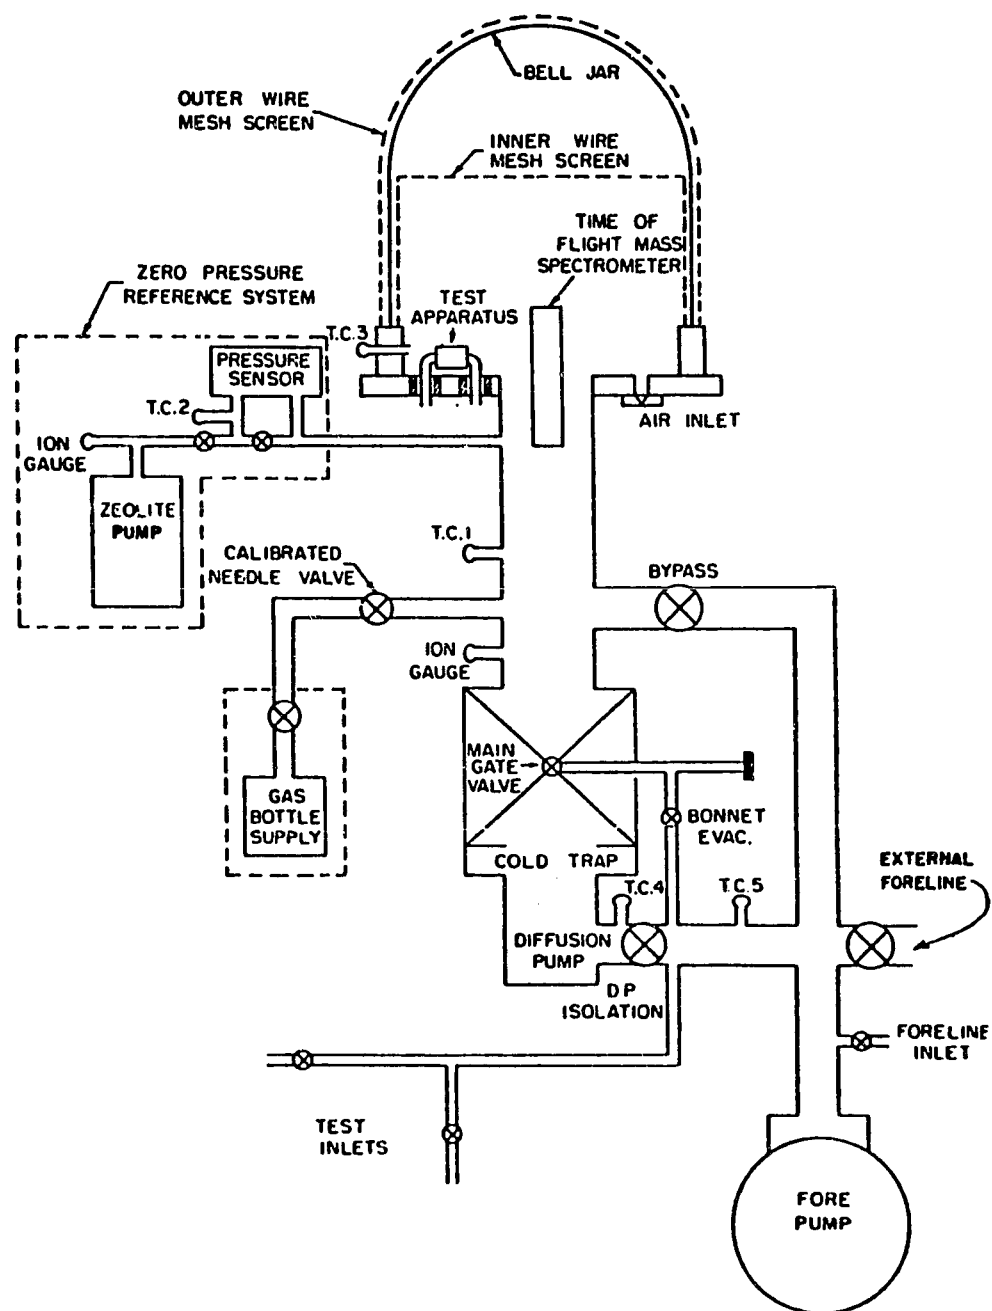 BELL JAR
OUTER WIRE
MESH SCREEN
INNER WIRE
MESH SCREEN
TIME OF
FLIGHT MASS
SPECTROMETER
ZERO PRESSURE
REFERENCE SYSTEM
TEST
APPARATUS
T.C.3
PRESSURE
SENSOR
T.C.2
AIR INLET
ION
GAUGE
ZEOLITE
PUMP
T.C.1
CALIBRATED
NEEDLE VALVE
BYPASS
ION
GAUGE
MAIN
GATE
VALVE
GAS
BOTTLE
SUPPLY
BONNET
EVAC.
COLD TRAP
EXTERNAL
FORELINE
T.C.4
T.C.5
DIFFUSION
PUMP
DP
ISOLATION
FORELINE
INLET
TEST
INLETS
FORE
PUMP